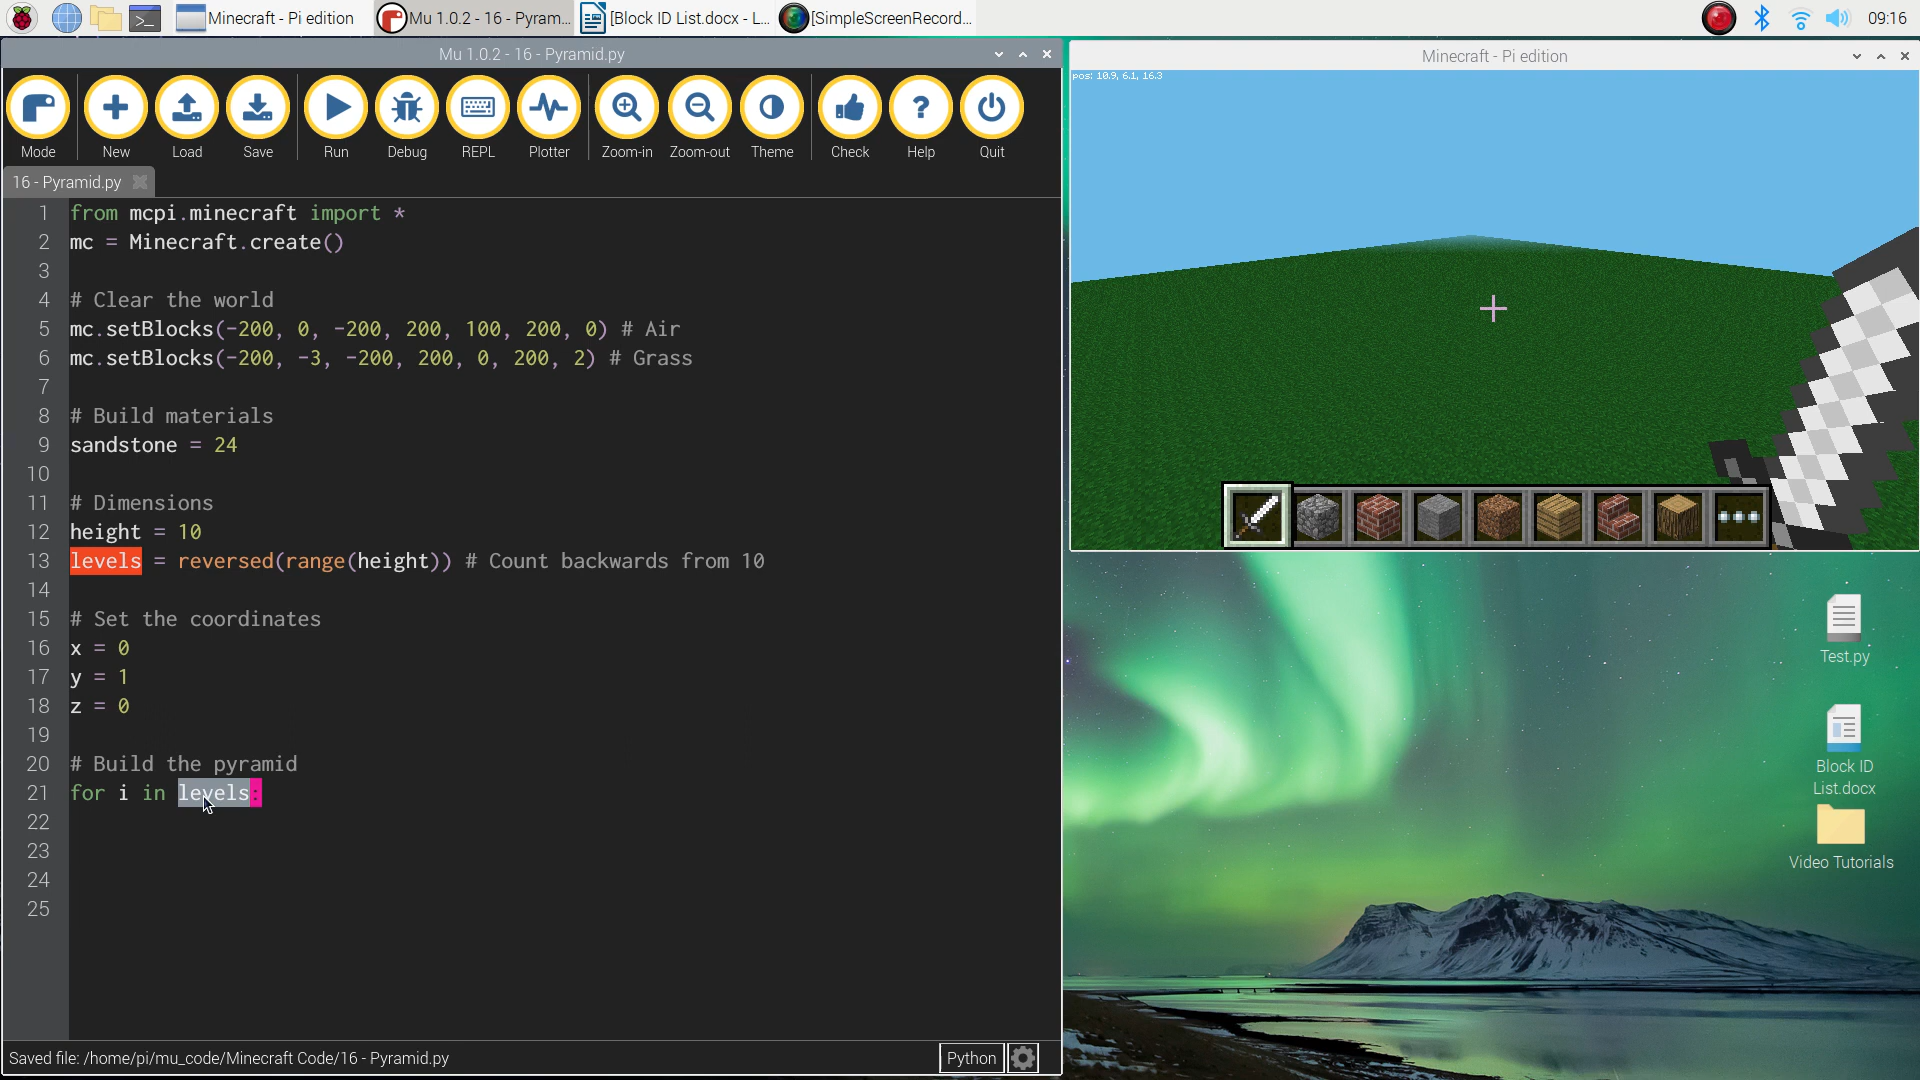 Minecraft - Pi edition
Mu 1.0.2 - 16 - Pyram...
[Block ID List.docx - L...
[SimpleScreenRecord...
09:16
Mu 1.0.2 - 16 - Pyramid.py
Mode
New
Load
Save
Run
Debug
REPL
Plotter
Zoom-in
Zoom-out
Theme
Check
Help
Quit
16 - Pyramid.py
1 from mcpi.minecraft import *
2 mc = Minecraft.create()
3
4 # Clear the world
5 mc.setBlocks(-200, 0, -200, 200, 100, 200, 0) # Air
6 mc.setBlocks(-200, -3, -200, 200, 0, 200, 2) # Grass
7
8 # Build materials
9 sandstone = 24
10
11 # Dimensions
12 height = 10
13 levels = reversed(range(height)) # Count backwards from 10
14
15 # Set the coordinates
16 x = 0
17 y = 1
18 z = 0
19
20 # Build the pyramid
21 for i in levels:
22
23
24
25
Saved file: /home/pi/mu_code/Minecraft Code/16 - Pyramid.py
Python
Minecraft - Pi edition
pos: 10.9, 6.1, 16.3
Test.py
Block ID
List.docx
Video Tutorials